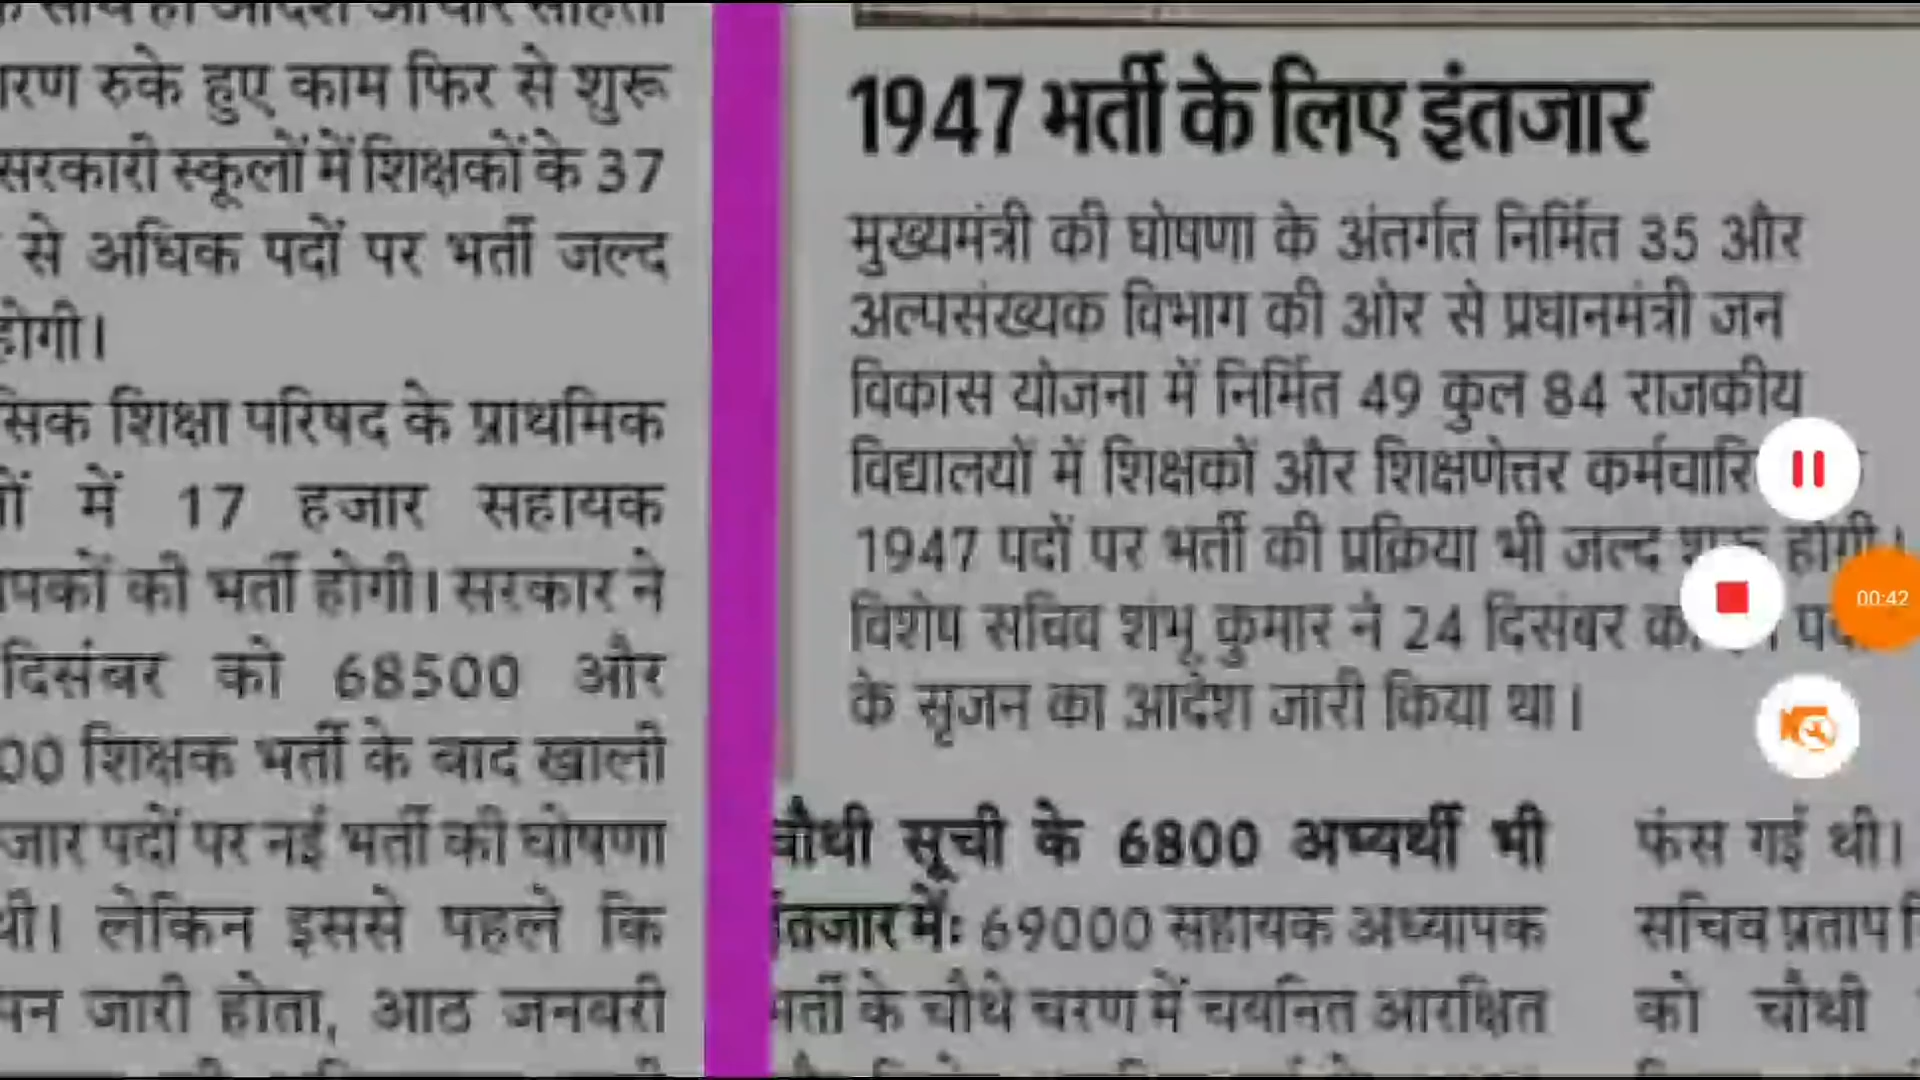 के साथ ही आदर्श आचार संहिता
रुके हुए काम फिर से शुरू
सरकारी स्कूलों में शिक्षकों के 37
से अधिक पदों पर भर्ती जल्द
होगी।
शिक्षा परिषद के प्राथमिक
में 17 हजार सहायक
की भर्ती होगी। सरकार ने
दिसंबर को 68500 और
शिक्षक भर्ती के बाद खाली
पदों पर नई भर्ती की घोषणा
थी। लेकिन इससे पहले कि
जारी होता, आठ जनवरी
1947 भर्ती के लिए इंतजार
मुख्यमंत्री की घोषणा के अंतर्गत निर्मित 35 और
अल्पसंख्यक विभाग की ओर से प्रधानमंत्री जन
विकास योजना में निर्मित 49 कुल 84 राजकीय
विद्यालयों में शिक्षकों और शिक्षणेत्तर कर्मचारि
1947 पदों पर भर्ती की प्रक्रिया भी जल्द शुरू होगी।
विशेष सचिव शंभू कुमार ने 24 दिसंबर
के सृजन का आदेश जारी किया था।
चौथी सूची के 6800 अभ्यर्थी भी
इंतजार में: 69000 सहायक अध्यापक
भर्ती के चौथे चरण में चयनित आरक्षित
फंस गई थी।
सचिव प्रताप
को चौथी
00:42